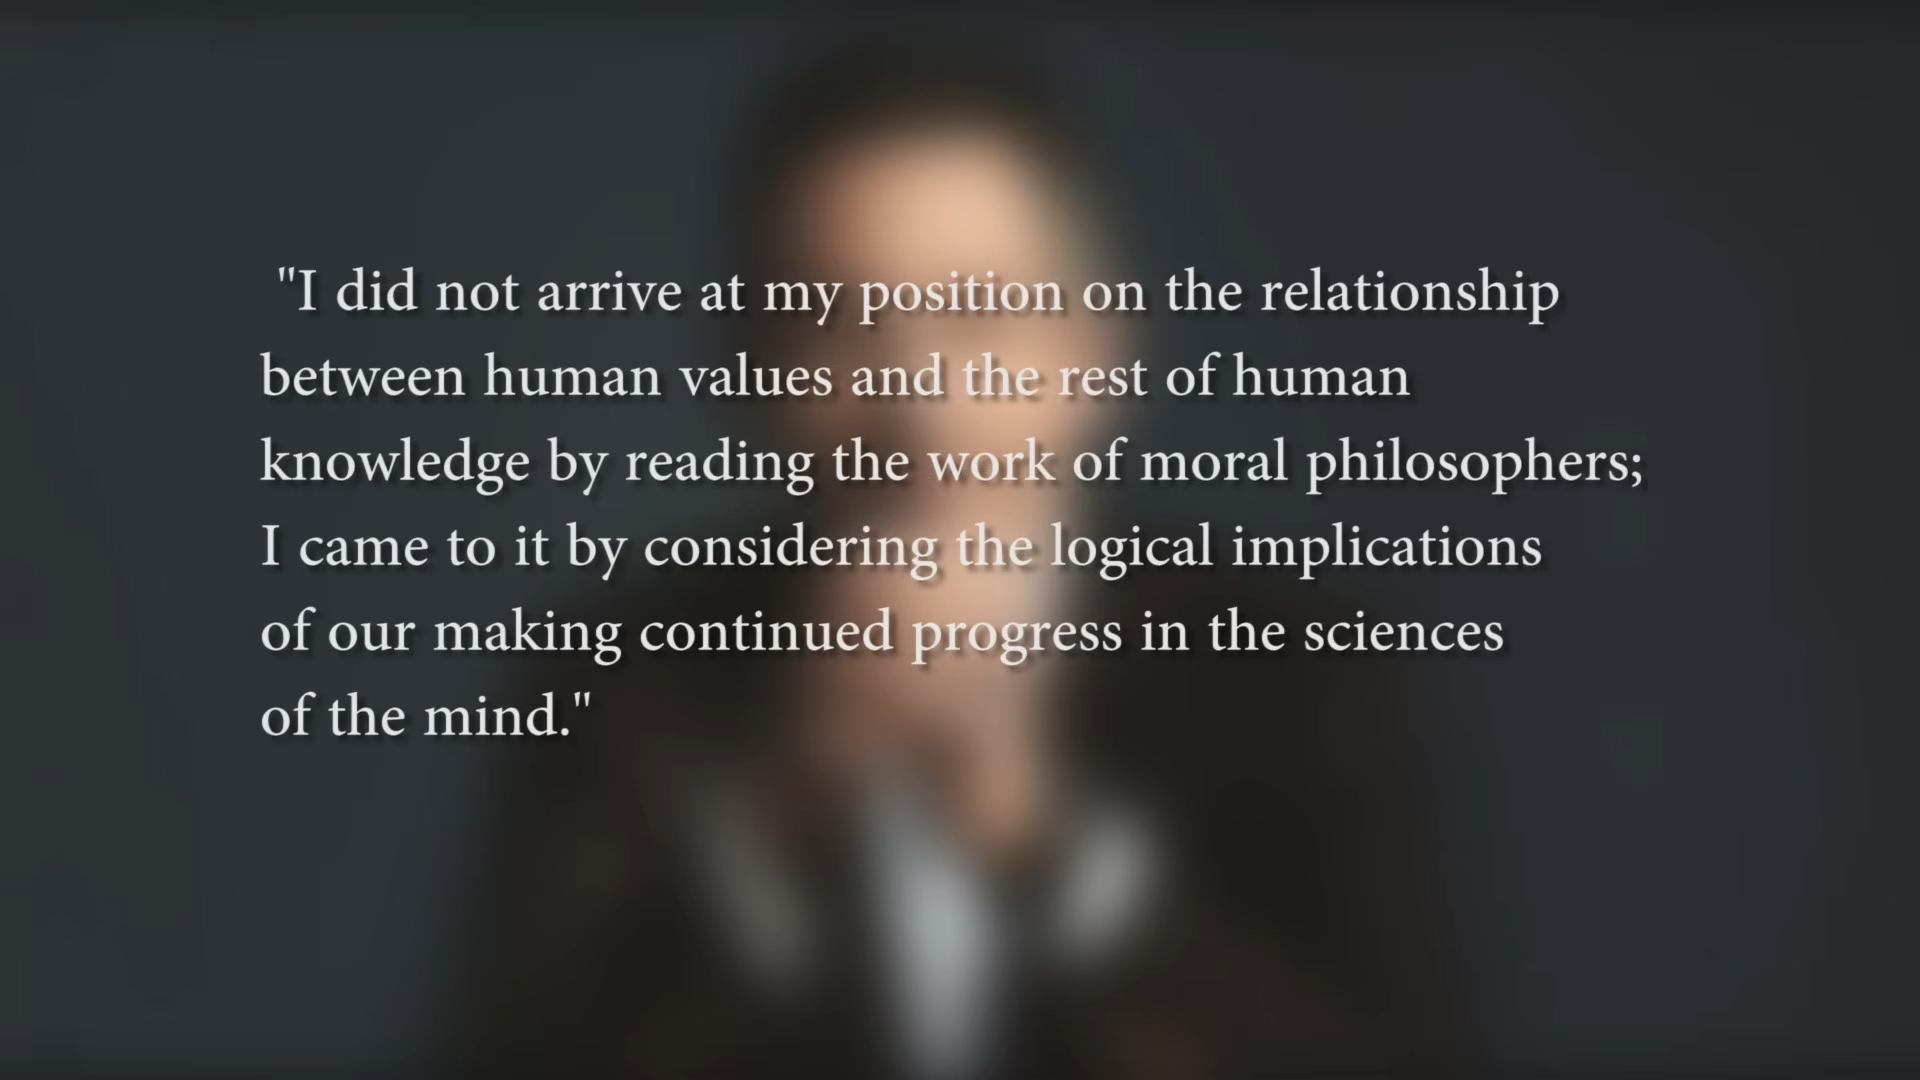 "I did not arrive at my position on the relationship
between human values and the rest of human
knowledge by reading the work of moral philosophers;
I came to it by considering the logical implications
of our making continued progress in the sciences
of the mind."